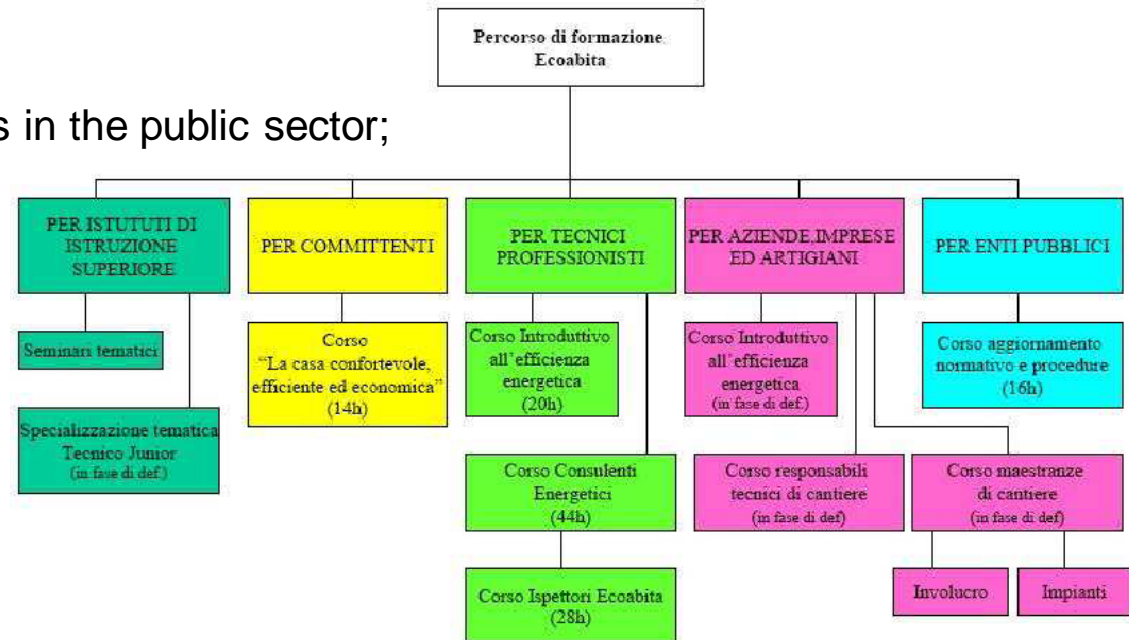 Percorso di formazione
Ecoabita
s in the public sector;
PER ISTUTUTI DI
ISTRUZIONE
SUPERIORE
PER COMMITTENTI
PER TECNICI
PROFESSIONISTI
PER AZIENDE,IMPRESE
ED ARTIGIANI
PER ENTI PUBBLICI
Seminari tematici
Specializzazione tematica
Tecnico Junior
(in fase di def.)
Corso
“La casa confortevole,
efficiente ed economica”
(14h)
Corso Introduttivo
all’efficienza
energetica
(20h)
Corso Introduttivo
all’efficienza
energetica
(in fase di def.)
Corso aggiornamento
normativo e procedure
(16h)
Corso Consulenti
Energetici
(44h)
Corso responsabili
tecnici di cantiere
(in fase di def)
Corso maestranze
di cantiere
(in fase di def)
Corso Ispettori Ecoabita
(28h)
Involucro
Impianti